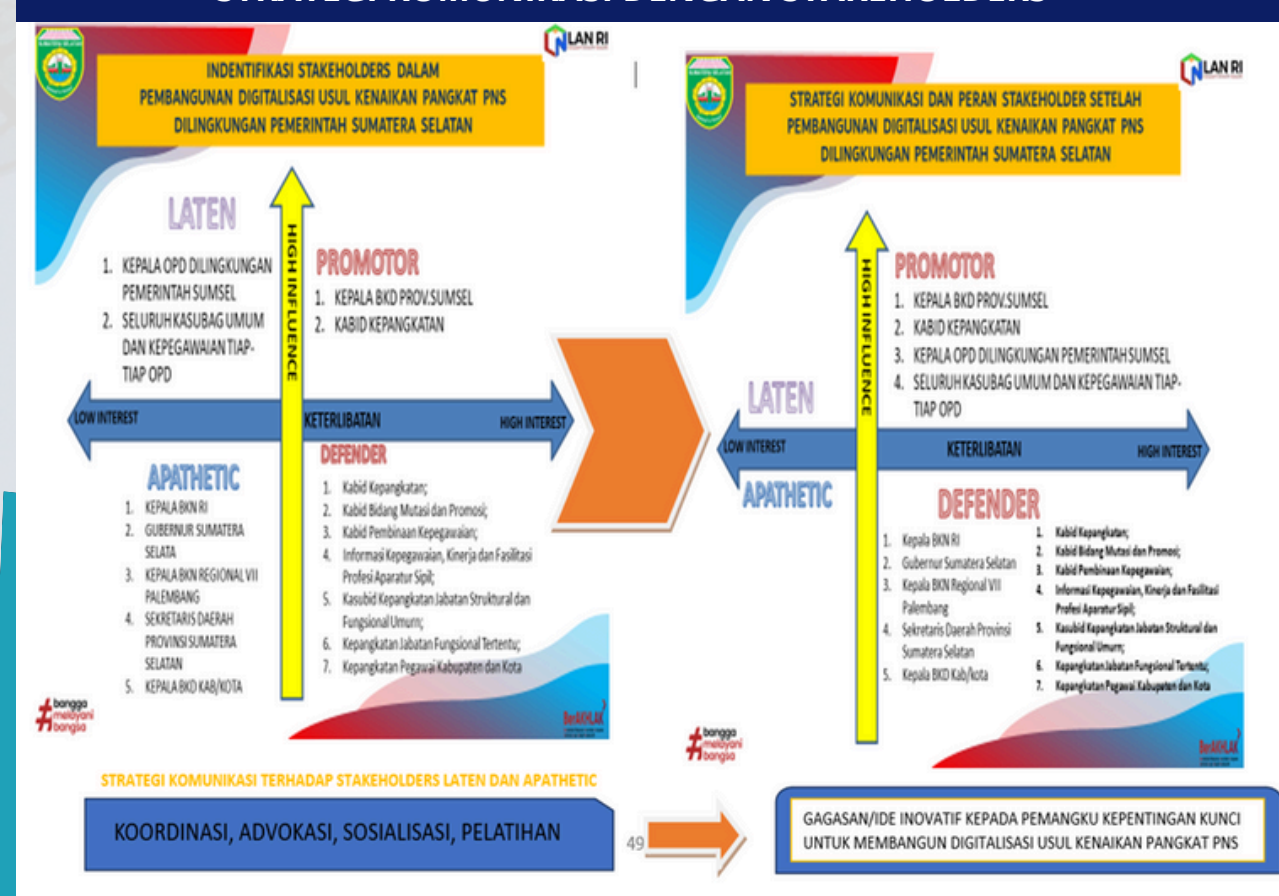 STRATEGI KOMUNIKASI DENGAN STAKEHOLDERS
LAN RI
INDENTIFIKASI STAKEHOLDERS DALAM
PEMBANGUNAN DIGITALISASI USUL KENAIKAN PANGKAT PNS
DILINGKUNGAN PEMERINTAH SUMATERA SELATAN
LATEN
1. KEPALA OPD DILINGKUNGAN
PEMERINTAH SUMSEL
2. SELURUH KASUBAG UMUM
DAN KEPEGAWAIAN TIAP-
TIAP OPD
HIGH INFLUENCE
PROMOTOR
1. KEPALA BKD PROV.SUMSEL
2. KABID KEPANGKATAN
LOW INTEREST
KETERLIBATAN
HIGH INTEREST
APATHETIC
1. KEPALA BKN RI
2. GUBERNUR SUMATERA
SELATA
3. KEPALA BKN REGIONAL VII
PALEMBANG
4. SEKRETARIS DAERAH
PROVINSI SUMATERA
SELATAN
5. KEPALA BKD KAB/KOTA
DEFENDER
1. Kabid Kepangkatan;
2. Kabid Bidang Mutasi dan Promosi;
3. Kabid Pembinaan Kepegawaian;
4. Informasi Kepegawaian, Kinerja dan Fasilitasi
Profesi Aparatur Sipil;
5. Kasubid Kepangkatan Jabatan Struktural dan
Fungsional Umum;
6. Kepangkatan Jabatan Fungsional Tertentu;
7. Kepangkatan Pegawai Kabupaten dan Kota
# bangga
melayani
bangsa
BerAKHLAK
LAN RI
STRATEGI KOMUNIKASI DAN PERAN STAKEHOLDER SETELAH
PEMBANGUNAN DIGITALISASI USUL KENAIKAN PANGKAT PNS
DILINGKUNGAN PEMERINTAH SUMATERA SELATAN
HIGH INFLUENCE
PROMOTOR
1. KEPALA BKD PROV.SUMSEL
2. KABID KEPANGKATAN
3. KEPALA OPD DILINGKUNGAN PEMERINTAH SUMSEL
4. SELURUH KASUBAG UMUM DAN KEPEGAWAIAN TIAP-
TIAP OPD
LATEN
LOW INTEREST
KETERLIBATAN
HIGH INTEREST
APATHETIC
DEFENDER
1. Kepala BKN RI
2. Gubernur Sumatera Selatan
3. Kepala BKN Regional VII
Palembang
4. Sekretaris Daerah Provinsi
Sumatera Selatan
5. Kepala BKD Kab/kota
1. Kabid Kepangkatan;
2. Kabid Bidang Mutasi dan Promosi;
3. Kabid Pembinaan Kepegawaian;
4. Informasi Kepegawaian, Kinerja dan Fasilitasi
Profesi Aparatur Sipil;
5. Kasubid Kepangkatan Jabatan Struktural dan
Fungsional Umum;
6. Kepangkatan Jabatan Fungsional Tertentu;
7. Kepangkatan Pegawai Kabupaten dan Kota
# bangga
melayani
bangsa
BerAKHLAK
STRATEGI KOMUNIKASI TERHADAP STAKEHOLDERS LATEN DAN APATHETIC
KOORDINASI, ADVOKASI, SOSIALISASI, PELATIHAN
49
GAGASAN/IDE INOVATIF KEPADA PEMANGKU KEPENTINGAN KUNCI
UNTUK MEMBANGUN DIGITALISASI USUL KENAIKAN PANGKAT PNS